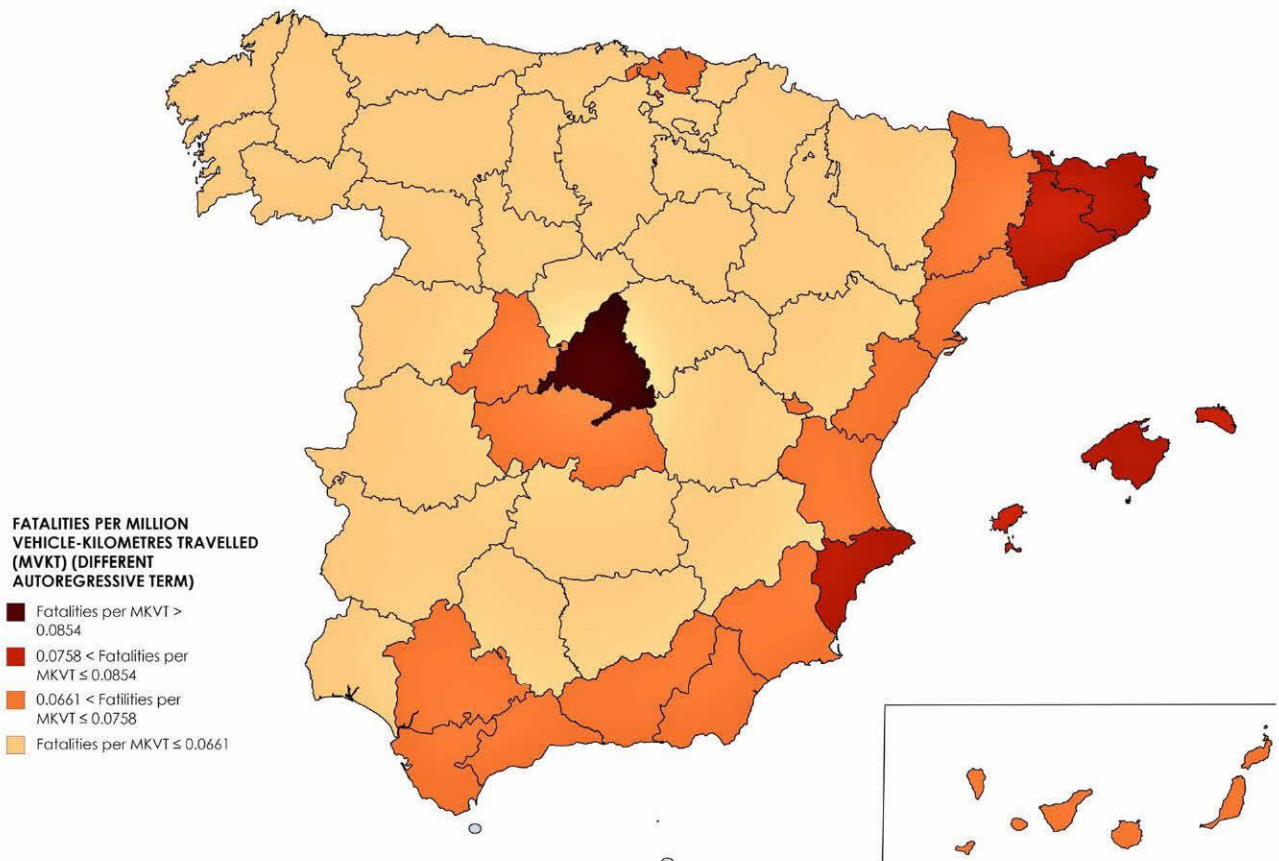 FATALITIES PER MILLION
VEHICLE-KILOMETRES TRAVELLED
(MVKT) (DIFFERENT
AUTOREGRESSIVE TERM)
Fatalities per MKVT >
0.0854
0.0758 < Fatalities per
MKVT ≤ 0.0854
0.0661 < Fatilities per
MKVT ≤ 0.0758
Fatalities per MKVT ≤ 0.0661